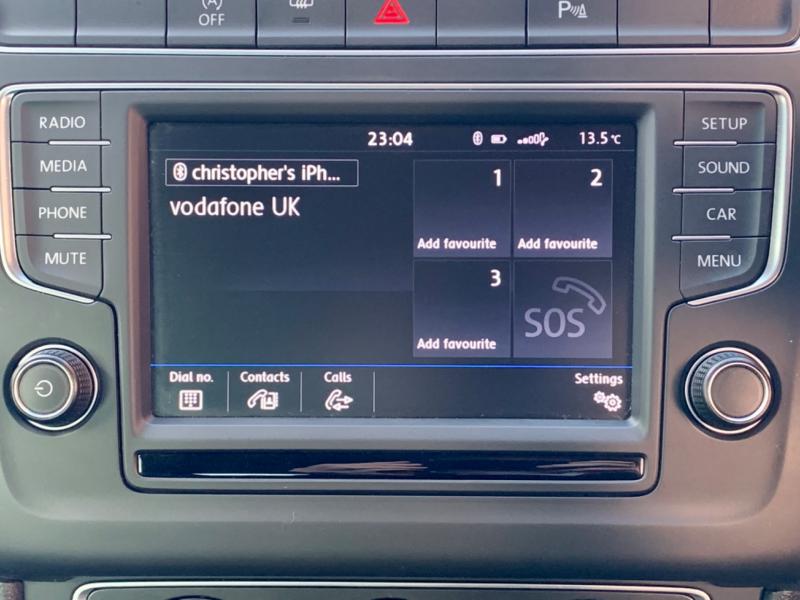 (A)
OFF
P
RADIO
MEDIA
PHONE
MUTE
23:04
13.5°C
christopher's iPh...
vodafone UK
1
2
Add favourite
Add favourite
3
SOS
Add favourite
Dial no.
Contacts
Calls
Settings
SETUP
SOUND
CAR
MENU